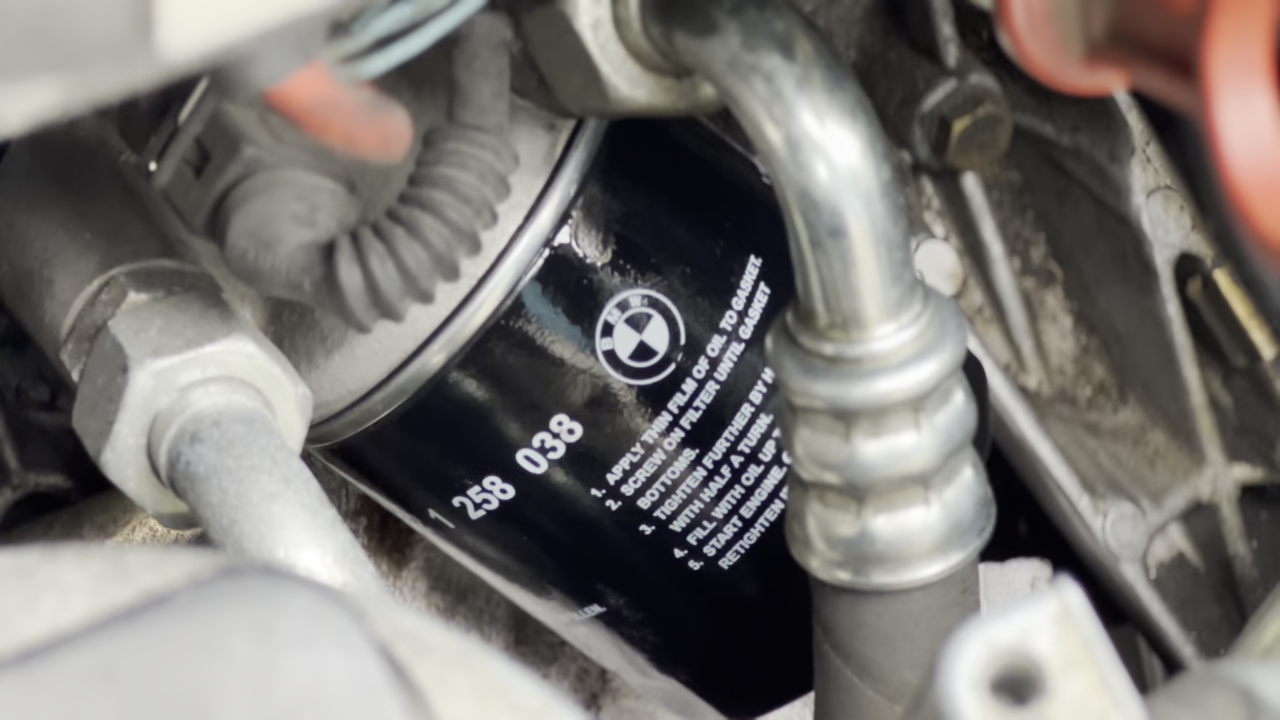 BMW
1 258 038
1. APPLY THIN FILM OF OIL TO GASKET.
2. SCREW ON FILTER UNTIL GASKET
BOTTOMS.
3. TIGHTEN FURTHER BY
WITH HALF A TURN.
4. FILL WITH OIL UP
5. START ENGINE.
RETIGHTEN